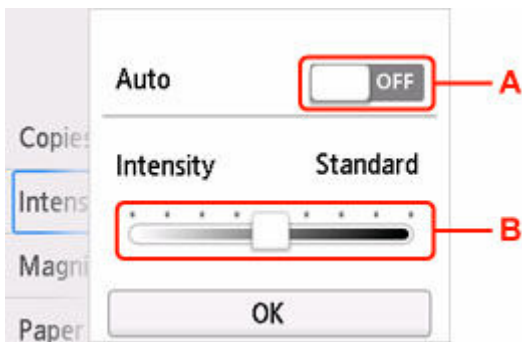 Auto
OFF
A
Copies
Intensity
Standard
Intens
B
Magni
OK
Paper